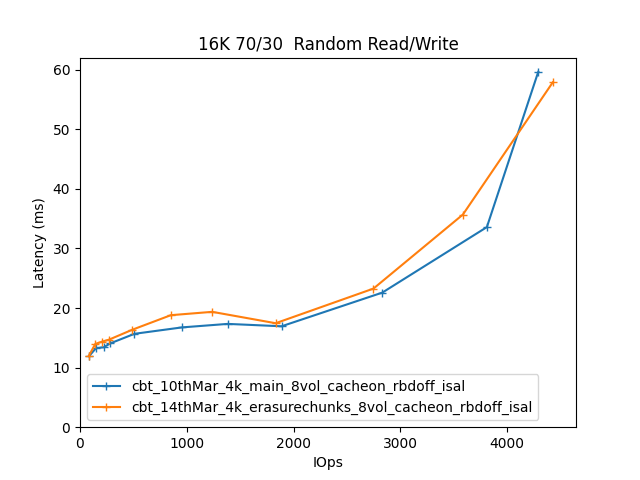 16K 70/30  Random Read/Write
Latency (ms)
60
50
40
30
20
10
0
cbt_10thMar_4k_main_8vol_cacheon_rbdoff_isal
cbt_14thMar_4k_erasurechunks_8vol_cacheon_rbdoff_isal
0 1000 2000 3000 4000
IOps